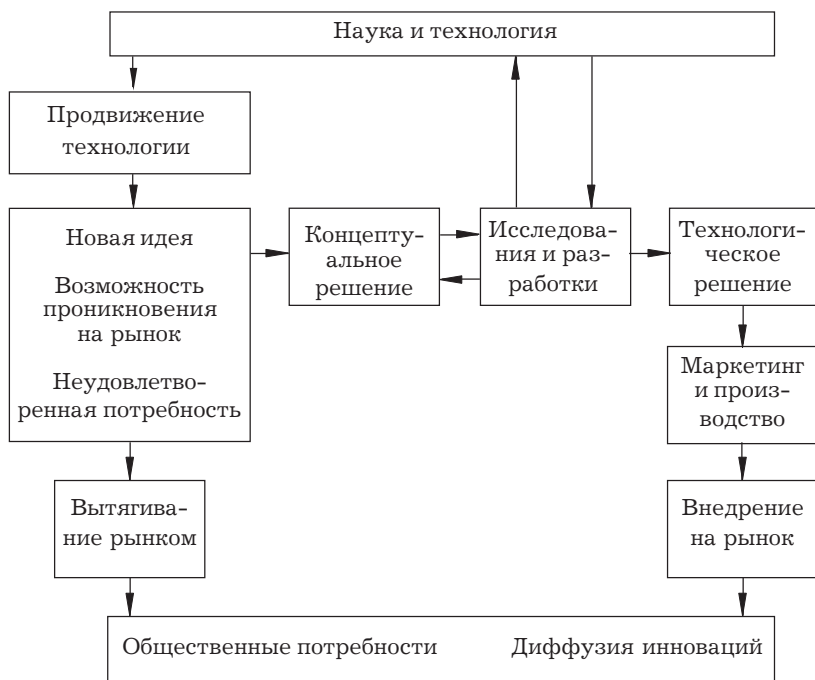 Наука и технология
Продвижение
технологии
Новая идея
Возможность
проникновения
на рынок
Неудовлетво-
ренная потребность
Концепту-
альное
решение
Исследова-
ния и раз-
работки
Технологи-
ческое
решение
Маркетинг
и произ-
водство
Вытягива-
ние рынком
Внедрение
на рынок
Общественные потребности
Диффузия инноваций